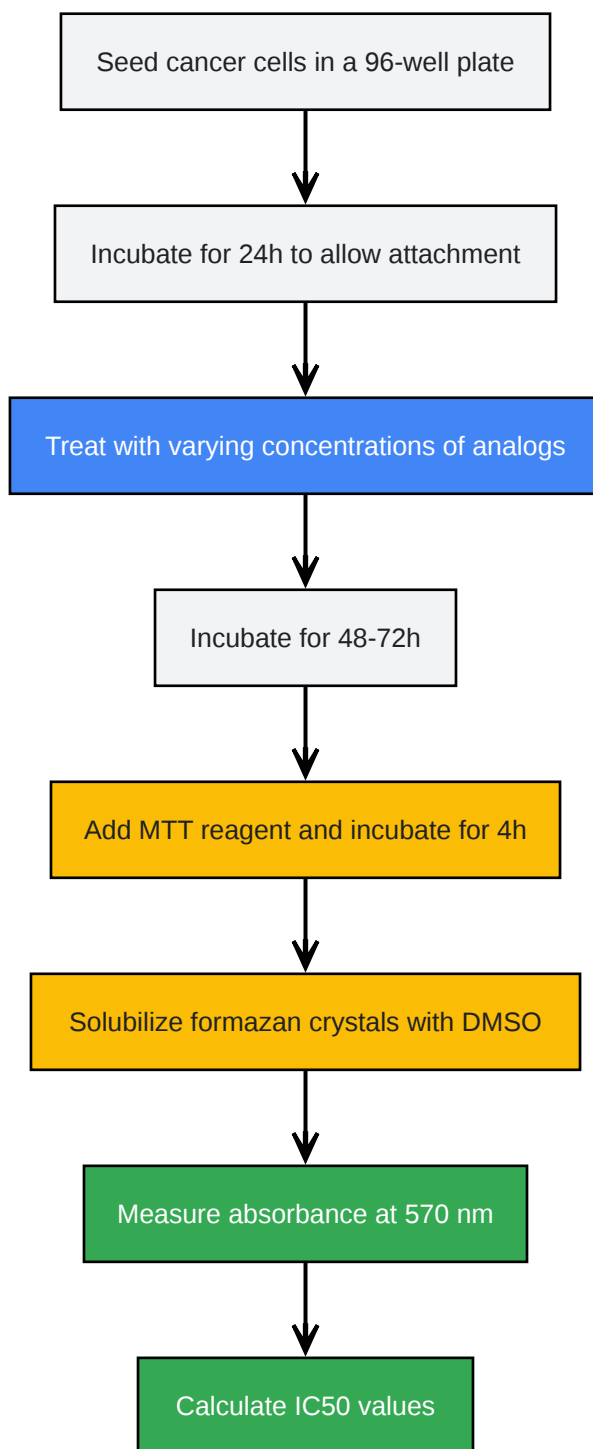 Seed cancer cells in a 96-well plate
Incubate for 24h to allow attachment
Treat with varying concentrations of analogs
Incubate for 48-72h
Add MTT reagent and incubate for 4h
Solubilize formazan crystals with DMSO
Measure absorbance at 570 nm
Calculate IC50 values